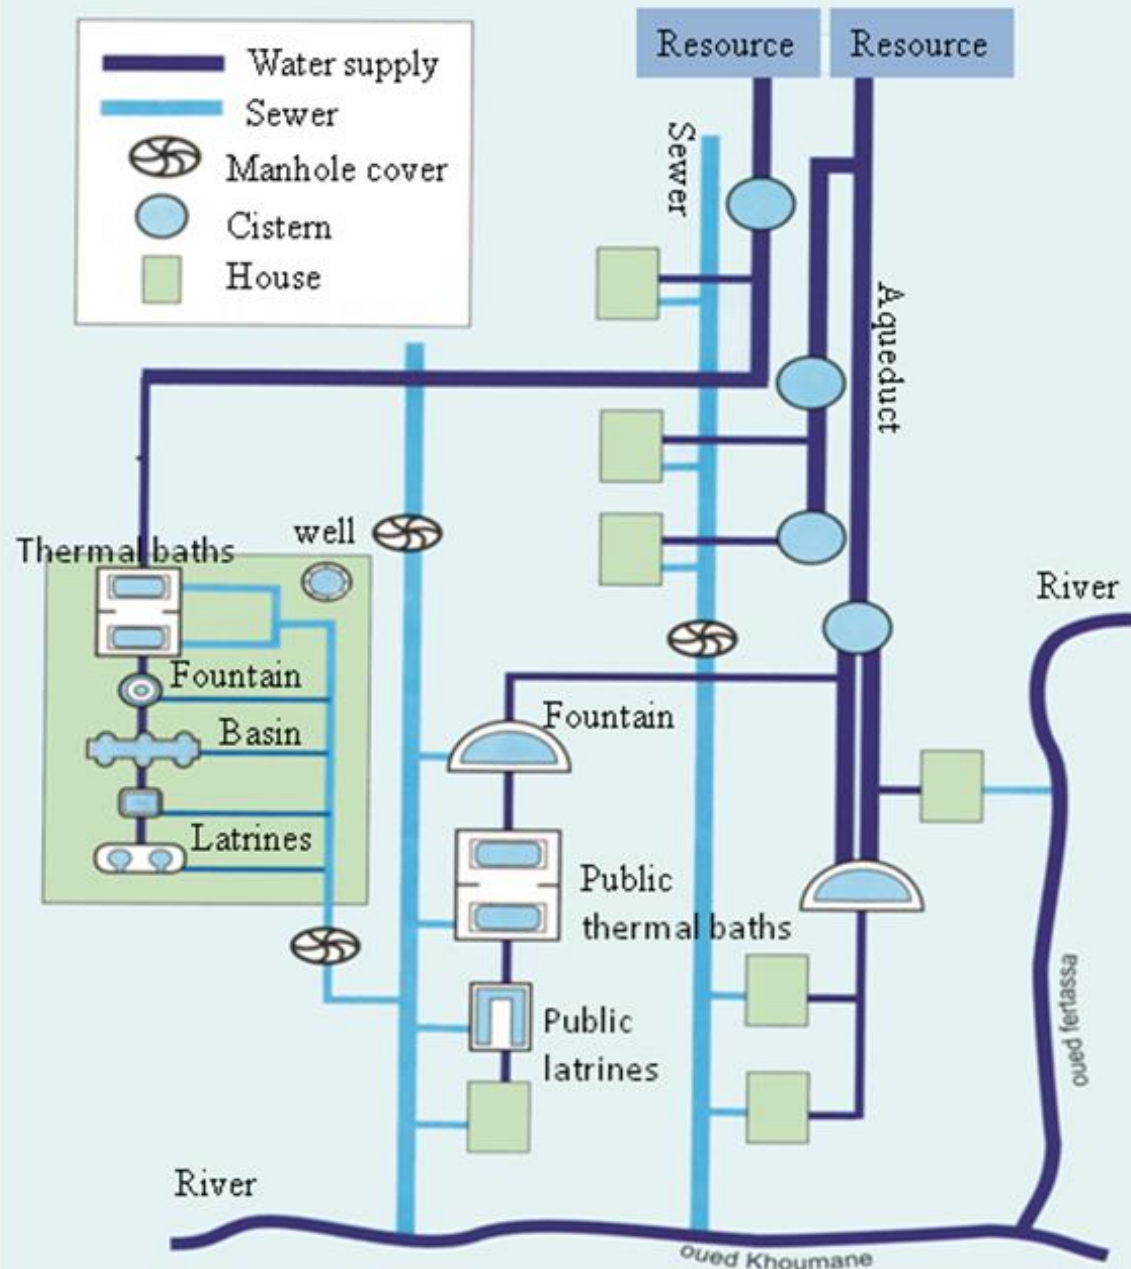 Water supply
Sewer
Manhole cover
Cistern
House
Resource
Resource
Sewer
Aqueduct
well
Thermal baths
Fountain
Basin
Latrines
Fountain
Public
thermal baths
Public
latrines
River
oued fertassa
River
oued Khoumane